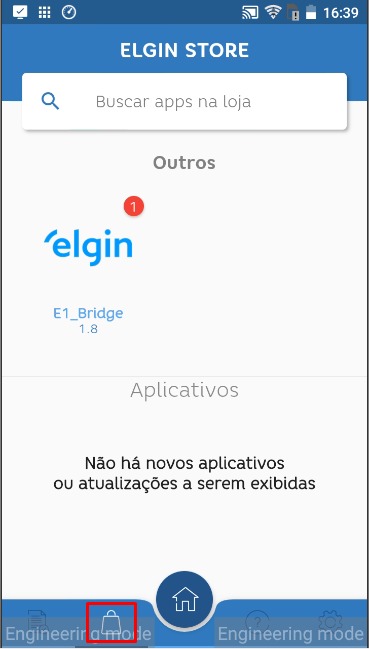 16:39
ELGIN STORE
Buscar apps na loja
Outros
1
elgin
E1_Bridge
1.8
Aplicativos
Não há novos aplicativos
ou atualizações a serem exibidas
?
Engineering mode
Engineering mode